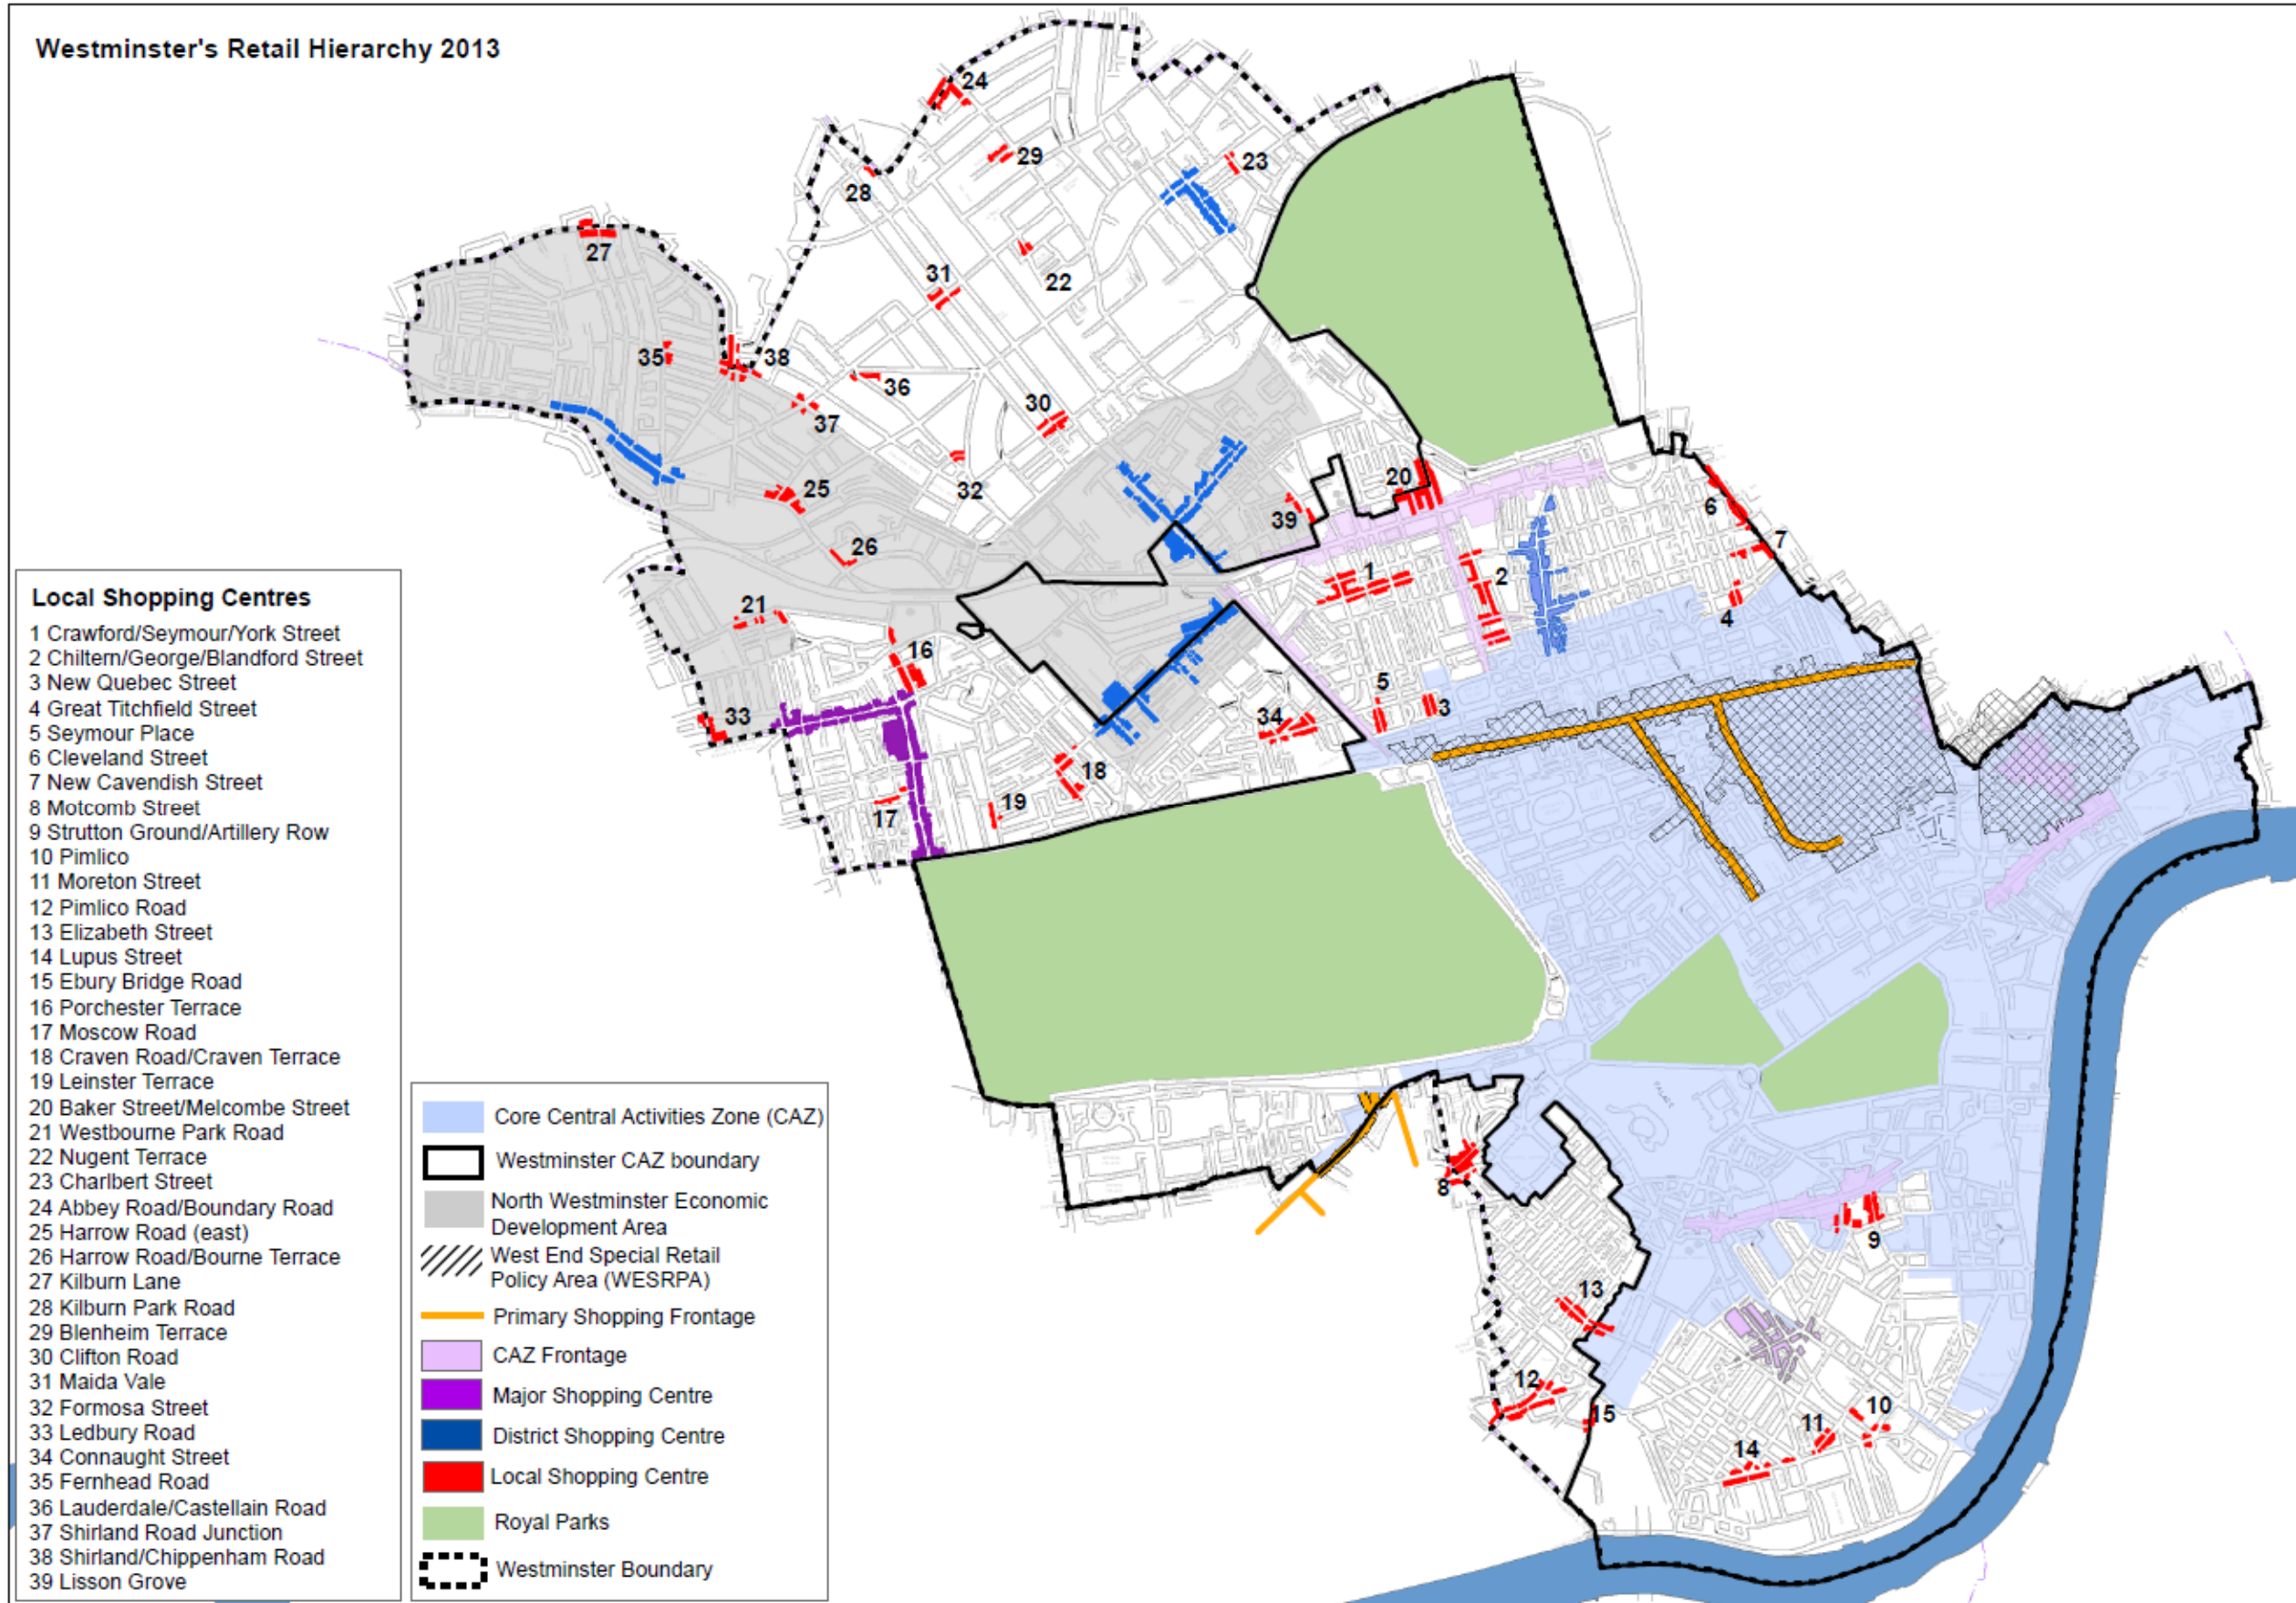 Westminster's Retail Hierarchy 2013
24
29
23
28
27
31
22
35
38
36
37
30
20
25
32
39
6
26
7
1
2
21
4
16
5
3
33
34
18
19
17
8
9
13
12
15
10
11
14
PALACE
Local Shopping Centres
1 Crawford/Seymour/York Street
2 Chiltern/George/Blandford Street
3 New Quebec Street
4 Great Titchfield Street
5 Seymour Place
6 Cleveland Street
7 New Cavendish Street
8 Motcomb Street
9 Strutton Ground/Artillery Row
10 Pimlico
11 Moreton Street
12 Pimlico Road
13 Elizabeth Street
14 Lupus Street
15 Ebury Bridge Road
16 Porchester Terrace
17 Moscow Road
18 Craven Road/Craven Terrace
19 Leinster Terrace
20 Baker Street/Melcombe Street
21 Westbourne Park Road
22 Nugent Terrace
23 Charlbert Street
24 Abbey Road/Boundary Road
25 Harrow Road (east)
26 Harrow Road/Bourne Terrace
27 Kilburn Lane
28 Kilburn Park Road
29 Blenheim Terrace
30 Clifton Road
31 Maida Vale
32 Formosa Street
33 Ledbury Road
34 Connaught Street
35 Fernhead Road
36 Lauderdale/Castellain Road
37 Shirland Road Junction
38 Shirland/Chippenham Road
39 Lisson Grove
Core Central Activities Zone (CAZ)
Westminster CAZ boundary
North Westminster Economic
Development Area
West End Special Retail
Policy Area (WESRPA)
Primary Shopping Frontage
CAZ Frontage
Major Shopping Centre
District Shopping Centre
Local Shopping Centre
Royal Parks
Westminster Boundary